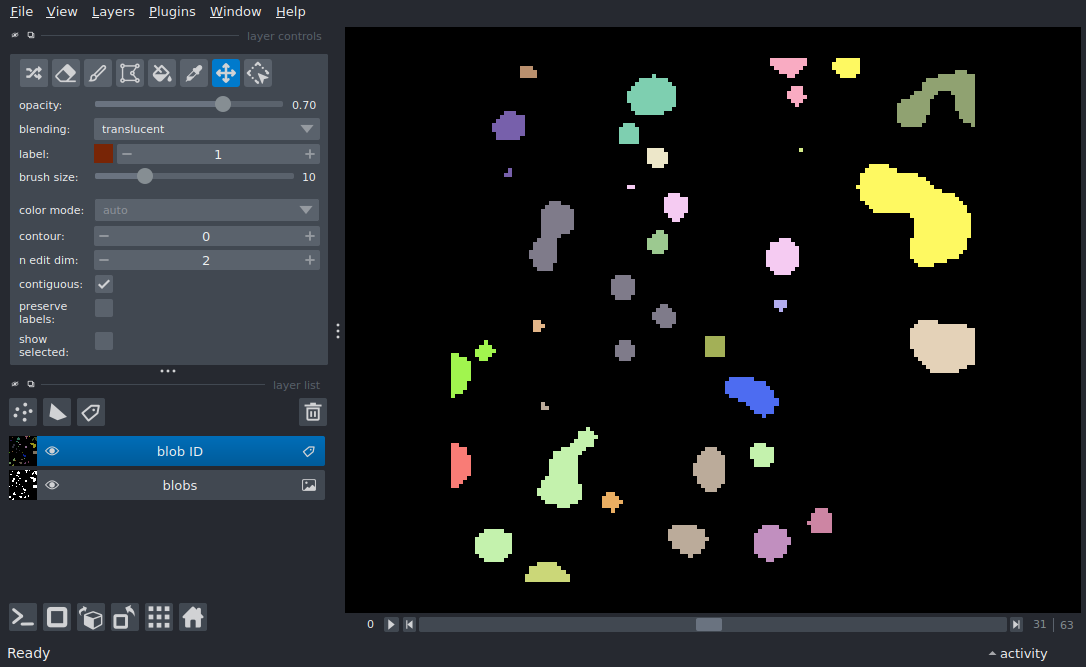 File View Layers Plugins Window Help
layer controls
opacity: 0.70
blending: translucent
label: 1
brush size: 10
color mode: auto
contour: 0
n edit dim: 2
contiguous:
preserve
labels:
show
selected:
layer list
blob ID
blobs
0 31 | 63
Ready activity